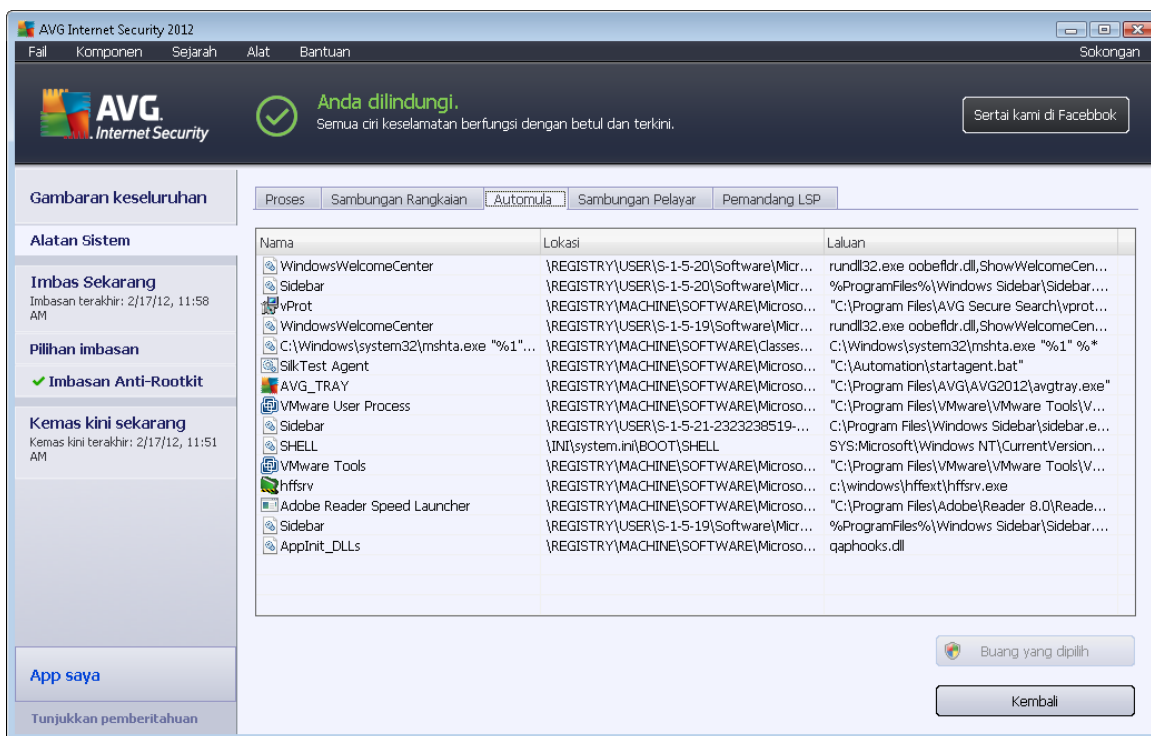 AVG Internet Security 2012
Fail Komponen Sejarah Alat Bantuan Sokongan
AVG.
Internet Security
Anda dilindungi.
Semua ciri keselamatan berfungsi dengan betul dan terkini.
Sertai kami di Facebbok
Gambaran keseluruhan
Alatan Sistem
Imbas Sekarang
Imbasan terakhir: 2/17/12, 11:58
AM
Pilihan imbasan
Imbasan Anti-Rootkit
Kemas kini sekarang
Kemas kini terakhir: 2/17/12, 11:51
AM
App saya
Tunjukkan pemberitahuan
Proses Sambungan Rangkaian Automula Sambungan Pelayar Pemandang LSP
Nama Lokasi Laluan
WindowsWelcomeCenter \REGISTRY\USER\S-1-5-20\Software\Micr... rundll32.exe oobefldr.dll,ShowWelcomeCen...
Sidebar \REGISTRY\USER\S-1-5-20\Software\Micr... %ProgramFiles%\Windows Sidebar\Sidebar....
vProt \REGISTRY\MACHINE\SOFTWARE\Microso... "C:\Program Files\AVG Secure Search\vprot...
WindowsWelcomeCenter \REGISTRY\USER\S-1-5-19\Software\Micr... rundll32.exe oobefldr.dll,ShowWelcomeCen...
C:\Windows\system32\mshta.exe "%1"... \REGISTRY\MACHINE\SOFTWARE\Classes... C:\Windows\system32\mshta.exe "%1" %*
SilkTest Agent \REGISTRY\MACHINE\SOFTWARE\Microso... "C:\Automation\startagent.bat"
AVG_TRAY \REGISTRY\MACHINE\SOFTWARE\Microso... "C:\Program Files\AVG\AVG2012\avgtray.exe"
VMware User Process \REGISTRY\MACHINE\SOFTWARE\Microso... "C:\Program Files\VMware\VMware Tools\V...
Sidebar \REGISTRY\USER\S-1-5-21-2323238519-... C:\Program Files\Windows Sidebar\sidebar.e...
SHELL \INI\system.ini\BOOT\SHELL SYS:Microsoft\Windows NT\CurrentVersion...
VMware Tools \REGISTRY\MACHINE\SOFTWARE\Microso... "C:\Program Files\VMware\VMware Tools\V...
hffsrv \REGISTRY\MACHINE\SOFTWARE\Microso... c:\windows\hffext\hffsrv.exe
Adobe Reader Speed Launcher \REGISTRY\MACHINE\SOFTWARE\Microso... "C:\Program Files\Adobe\Reader 8.0\Reade...
Sidebar \REGISTRY\USER\S-1-5-19\Software\Micr... %ProgramFiles%\Windows Sidebar\Sidebar....
AppInit_DLLs \REGISTRY\MACHINE\SOFTWARE\Microso... qaphooks.dll
Buang yang dipilih
Kembali